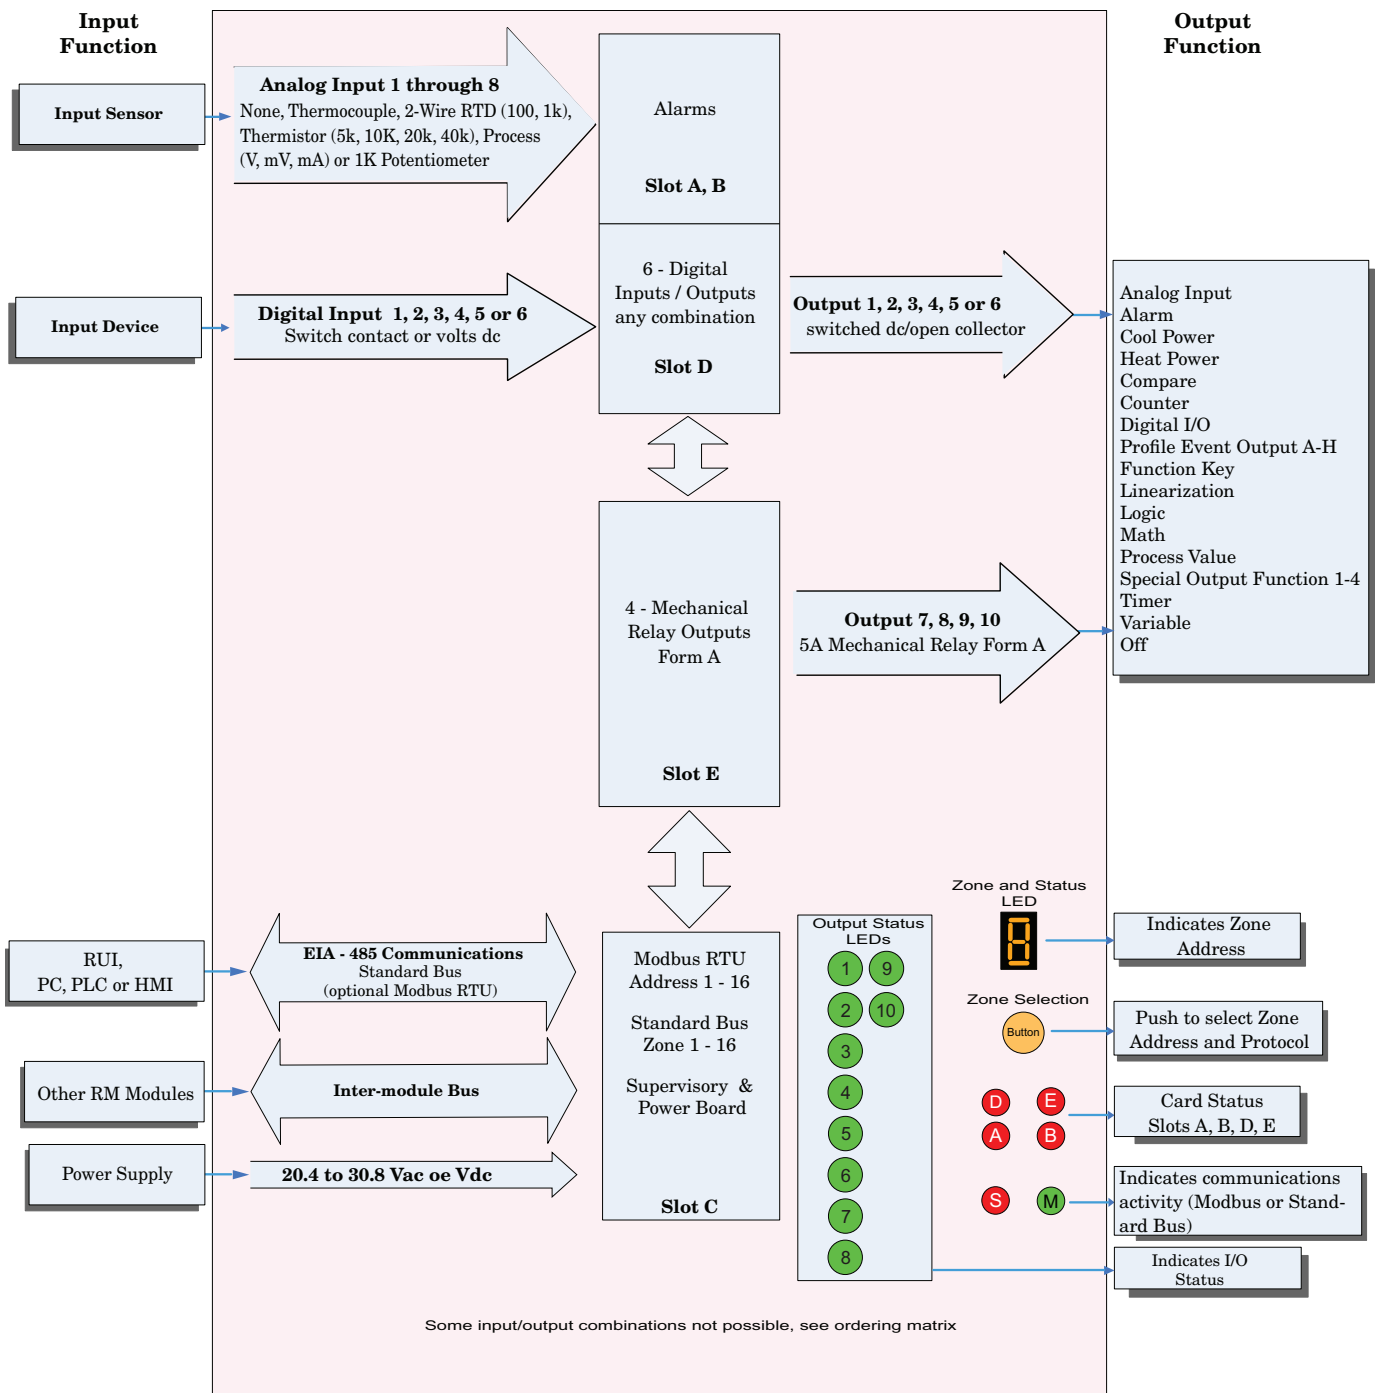 Input
Function
Output
Function
Input Sensor
Analog Input 1 through 8
None, Thermocouple, 2-Wire RTD (100, 1k),
Thermistor (5k, 10K, 20k, 40k), Process
(V, mV, mA) or 1K Potentiometer
Alarms
Slot A, B
Input Device
Digital Input 1, 2, 3, 4, 5 or 6
Switch contact or volts dc
6 - Digital
Inputs / Outputs
any combination
Slot D
Output 1, 2, 3, 4, 5 or 6
switched dc/open collector
Analog Input
Alarm
Cool Power
Heat Power
Compare
Counter
Digital I/O
Profile Event Output A-H
Function Key
Linearization
Logic
Math
Process Value
Special Output Function 1-4
Timer
Variable
Off
4 - Mechanical
Relay Outputs
Form A
Slot E
Output 7, 8, 9, 10
5A Mechanical Relay Form A
RUI,
PC, PLC or HMI
EIA - 485 Communications
Standard Bus
(optional Modbus RTU)
Other RM Modules
Inter-module Bus
Power Supply
20.4 to 30.8 Vac oe Vdc
Modbus RTU
Address 1 - 16
Standard Bus
Zone 1 - 16
Supervisory &
Power Board
Slot C
Output Status
LEDs
1 9
2 10
3
4
5
6
7
8
Zone and Status
LED
8
Indicates Zone
Address
Zone Selection
Button
Push to select Zone
Address and Protocol
D E
A B
Card Status
Slots A, B, D, E
S M
Indicates communications
activity (Modbus or Stand-
ard Bus)
Indicates I/O
Status
Some input/output combinations not possible, see ordering matrix